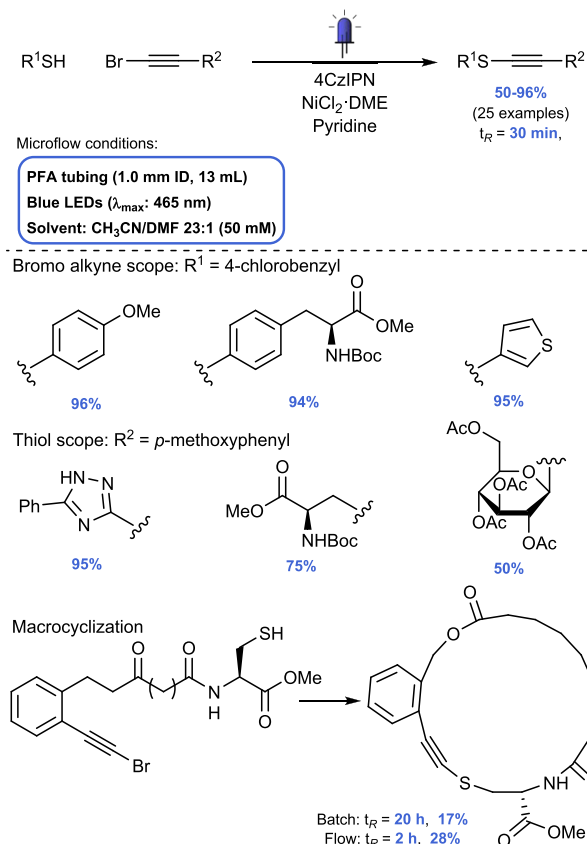 R¹SH Br R² R¹S R²
4CzIPN
NiCl₂·DME
Pyridine
50-96%
(25 examples)
t_R = 30 min,
Microflow conditions:
PFA tubing (1.0 mm ID, 13 mL)
Blue LEDs (λmax: 465 nm)
Solvent: CH₃CN/DMF 23:1 (50 mM)
Bromo alkyne scope: R¹ = 4-chlorobenzyl
OMe
96%
O
OMe
NHBoc
94%
S
95%
Thiol scope: R² = p-methoxyphenyl
H
N
N
Ph
N
95%
O
MeO
NHBoc
75%
AcO
O
OAc
OAc
OAc
50%
Macrocyclization
O O
N
H
SH
OMe
O
Br
O
O
S
NH
O
OMe
Batch: t_R = 20 h, 17%
Flow: t_R = 2 h, 28%